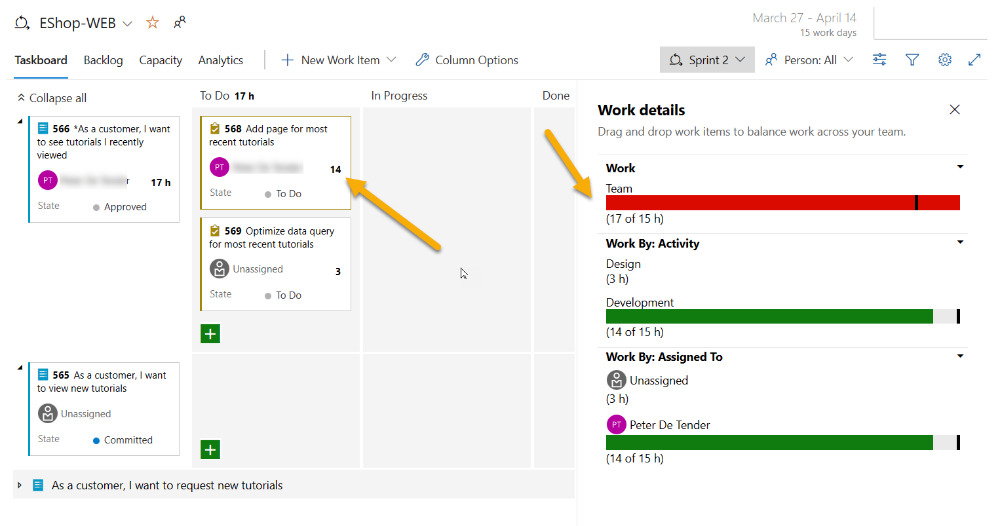 EShop-WEB
March 27 - April 14
15 work days
Taskboard Backlog Capacity Analytics New Work Item Column Options Sprint 2 Person: All
Collapse all
To Do 17 h
In Progress
Done
566 *As a customer, I want
to see tutorials I recently
viewed
PT
17 h
State Approved
568 Add page for most
recent tutorials
PT
14
State To Do
569 Optimize data query
for most recent tutorials
Unassigned 3
State To Do
565 As a customer, I want
to view new tutorials
Unassigned
State Committed
As a customer, I want to request new tutorials
Work details
Drag and drop work items to balance work across your team.
Work
Team
(17 of 15 h)
Work By: Activity
Design
(3 h)
Development
(14 of 15 h)
Work By: Assigned To
Unassigned
(3 h)
PT Peter De Tender
(14 of 15 h)